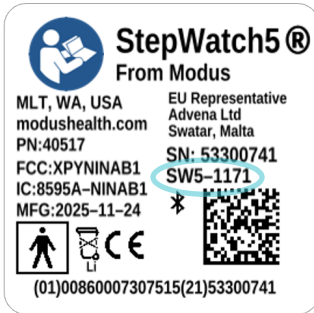 StepWatch5®
From Modus
MLT, WA, USA
modushealth.com
PN:40517
FCC:XPYNINAB1
IC:8595A–NINAB1
MFG:2025–11–24
EU Representative
Advena Ltd
Swatar, Malta
SN: 53300741
SW5–1171
Li
CE
(01)00860007307515(21)53300741